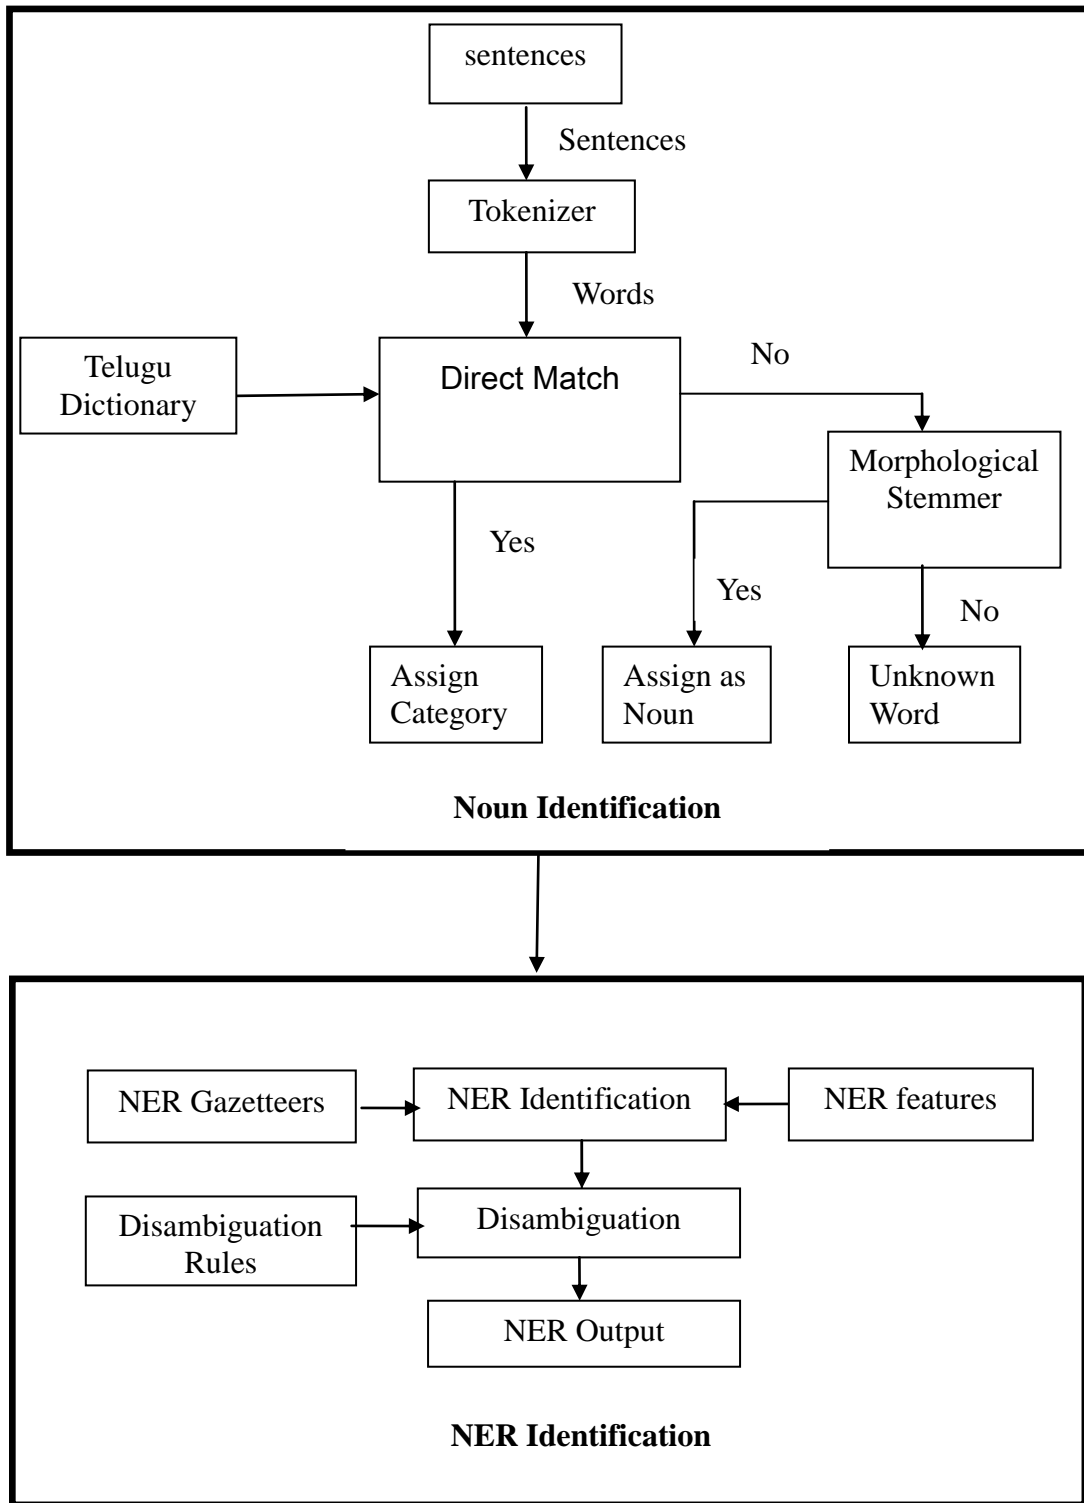 sentences
Sentences
Tokenizer
Words
Telugu
Dictionary
Direct Match
No
Morphological
Stemmer
Yes
Yes
No
Assign
Category
Assign as
Noun
Unknown
Word
Noun Identification
NER Gazetteers
NER Identification
NER features
Disambiguation
Rules
Disambiguation
NER Output
NER Identification